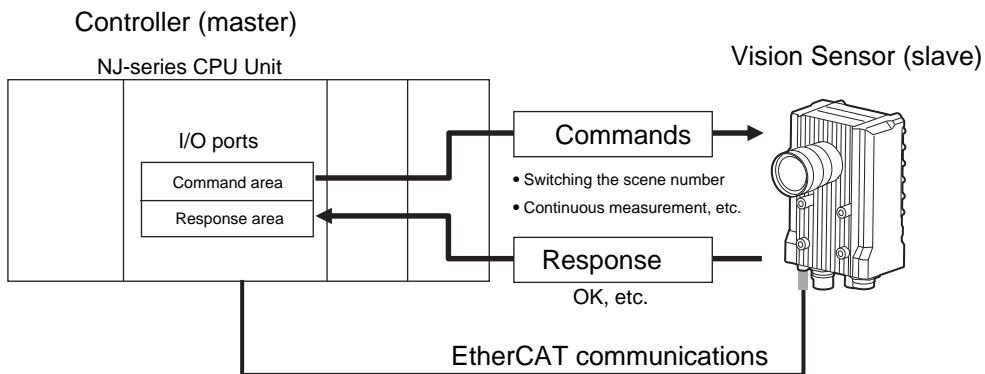 Controller (master)
NJ-series CPU Unit
Vision Sensor (slave)
I/O ports
Command area
Response area
Commands
• Switching the scene number
• Continuous measurement, etc.
Response
OK, etc.
EtherCAT communications